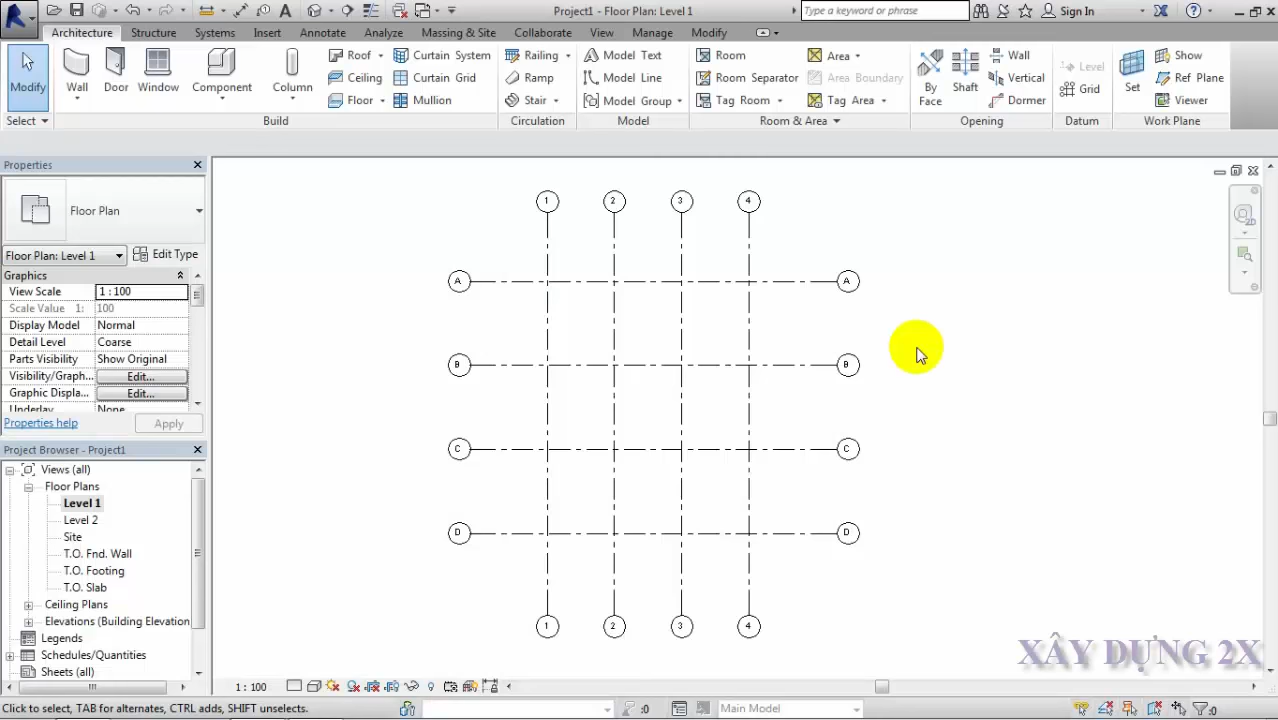 Project1 - Floor Plan: Level 1
Type a keyword or phrase
Sign In
Architecture Structure Systems Insert Annotate Analyze Massing & Site Collaborate View Manage Modify
Modify
Wall
Door
Window
Component
Column
Roof
Ceiling
Floor
Curtain System
Curtain Grid
Mullion
Railing
Ramp
Stair
Model Text
Model Line
Model Group
Room
Room Separator
Tag Room
Area
Area Boundary
Tag Area
By
Face
Shaft
Wall
Vertical
Dormer
Level
Grid
Set
Show
Ref Plane
Viewer
Select Build Circulation Model Room & Area Opening Datum Work Plane
Properties
Floor Plan
Floor Plan: Level 1 Edit Type
Graphics
View Scale 1 : 100
Scale Value 1: 100
Display Model Normal
Detail Level Coarse
Parts Visibility Show Original
Visibility/Graph... Edit...
Graphic Displa... Edit...
Underlay None
Properties help Apply
Project Browser - Project1
Views (all)
Floor Plans
Level 1
Level 2
Site
T.O. Fnd. Wall
T.O. Footing
T.O. Slab
Ceiling Plans
Elevations (Building Elevation
Legends
Schedules/Quantities
Sheets (all)
1 2 3 4
A A
B B
C C
D D
1 2 3 4
2D
XÂY DỰNG 2X
1 : 100
Click to select, TAB for alternates, CTRL adds, SHIFT unselects.
:0
Main Model
:0